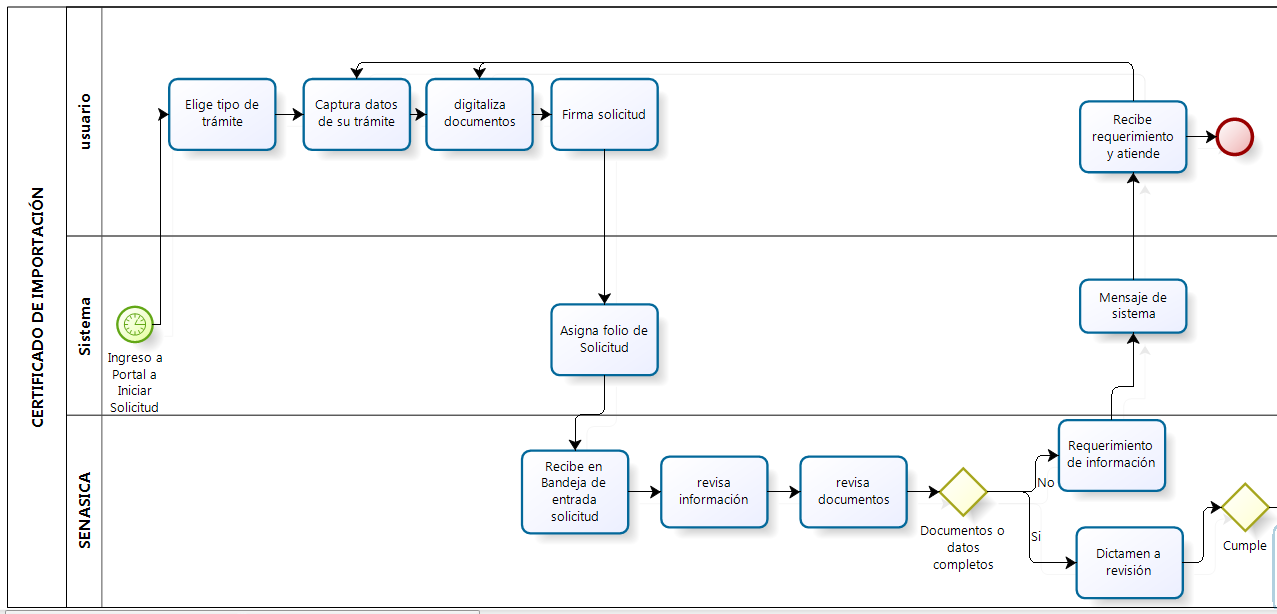 CERTIFICADO DE IMPORTACIÓN
usuario
Elige tipo de
trámite
Captura datos
de su trámite
digitaliza
documentos
Firma solicitud
Recibe
requerimiento
y atiende
Sistema
Ingreso a
Portal a
Iniciar
Solicitud
Asigna folio de
Solicitud
Mensaje de
sistema
SENASICA
Recibe en
Bandeja de
entrada
solicitud
revisa
información
revisa
documentos
Documentos o
datos
completos
No
Si
Requerimiento
de información
Dictamen a
revisión
Cumple